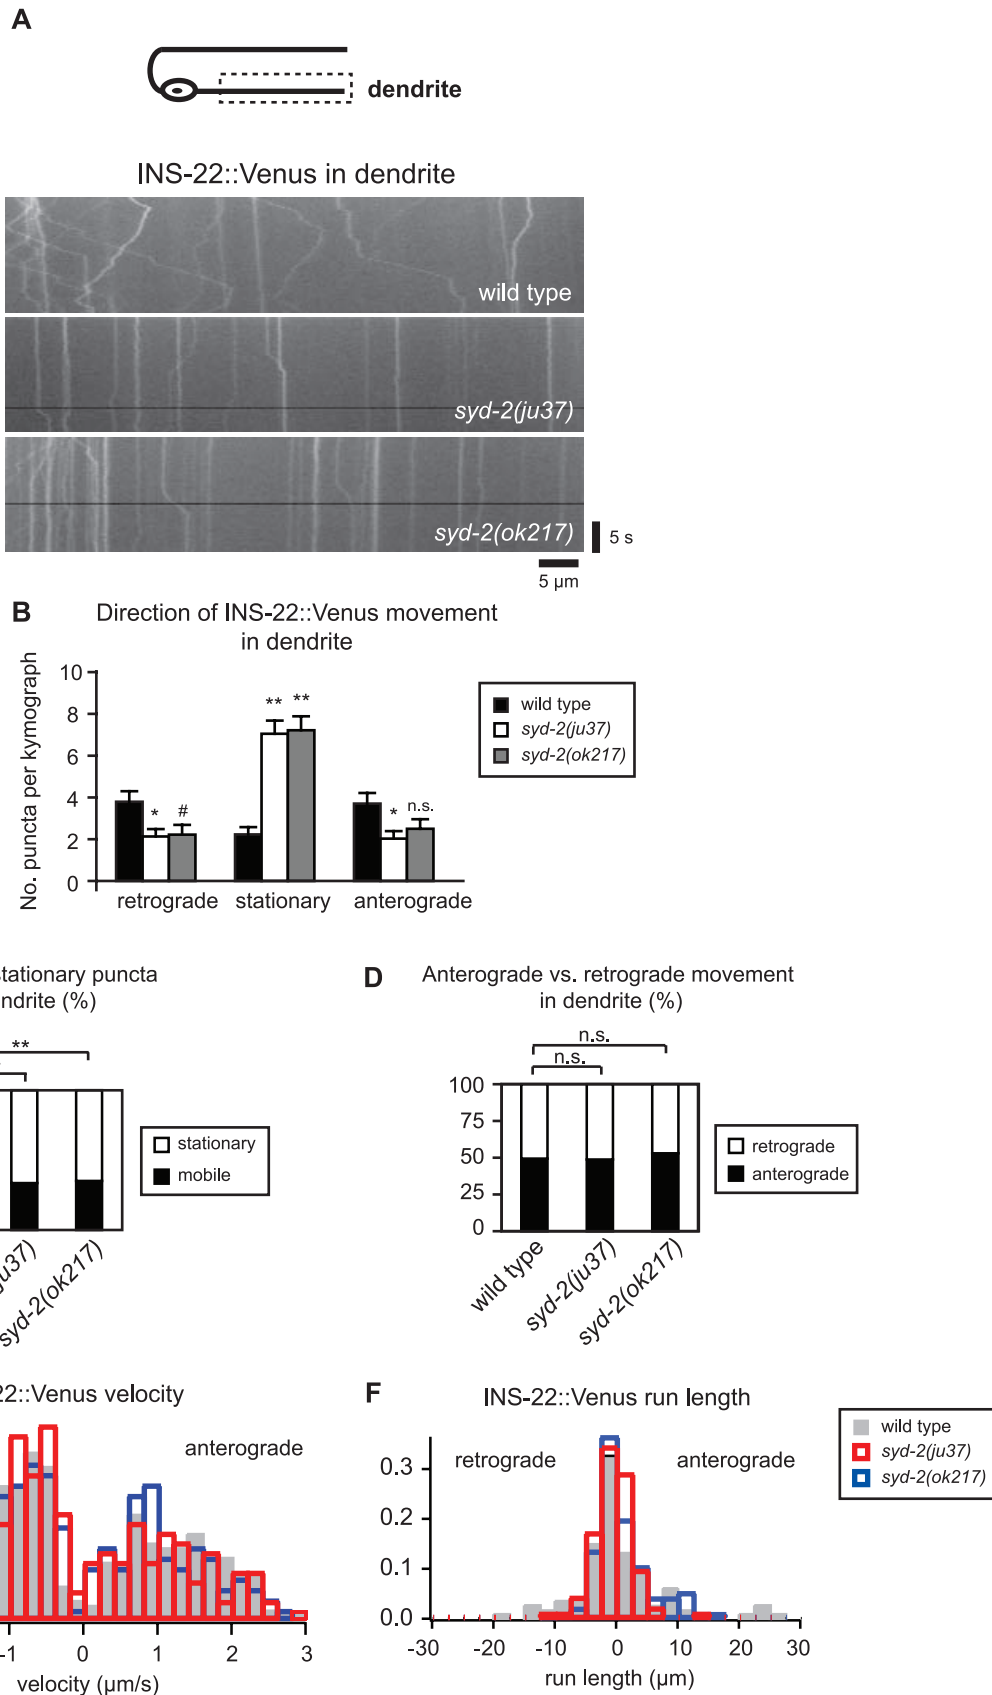 A
dendrite
INS-22::Venus in dendrite
wild type
syd-2(ju37)
syd-2(ok217)
5 s
5 µm
B
Direction of INS-22::Venus movement
in dendrite
No. puncta per kymograph
10
8
6
4
2
0
** **
* #
* n.s.
retrograde stationary anterograde
wild type
syd-2(ju37)
syd-2(ok217)
stationary puncta
ndrite (%)
**
stationary
mobile
ju37)
syd-2(ok217)
D
Anterograde vs. retrograde movement
in dendrite (%)
n.s.
n.s.
100
75
50
25
0
retrograde
anterograde
wild type
syd-2(ju37)
syd-2(ok217)
22::Venus velocity
anterograde
-1 0 1 2 3
velocity (µm/s)
F
INS-22::Venus run length
retrograde anterograde
0.3
0.2
0.1
0.0
-30 -20 -10 0 10 20 30
run length (µm)
wild type
syd-2(ju37)
syd-2(ok217)